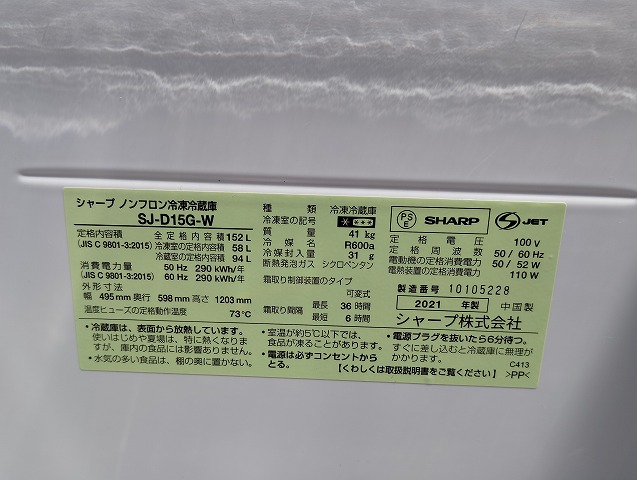 シャープ ノンフロン冷凍冷蔵庫
SJ-D15G-W
定格内容積 全定格内容積 152 L
(JIS C 9801-3:2015) 冷凍室の定格内容積 58 L
冷蔵室の定格内容積 94 L
消費電力量 50 Hz 290 kWh/年
(JIS C 9801-3:2015) 60 Hz 290 kWh/年
外形寸法
幅 495 mm 奥行 598 mm 高さ 1203 mm
温度ヒューズの定格動作温度 73℃
種類 冷凍冷蔵庫
冷凍室の記号
質量 41 kg
冷媒名 R600a
冷媒封入量 31 g
断熱発泡ガス シクロペンタン
霜取り制御装置のタイプ
可変式
霜取り間隔 最長 36 時間
最短 6 時間
PSE SHARP JET
定格電圧 100 V
定格周波数 50/60 Hz
電動機の定格消費電力 50/52 W
電熱装置の定格消費電力 110 W
製造番号 10105228
2021 年製 中国製
シャープ株式会社
・冷蔵庫は、表面から放熱しています。
使いはじめや夏場は、特に熱くなりま
すが、庫内の食品には影響ありません。
・水気の多い食品は、棚の奥に置かない。
・室温が約5℃以下では、
食品が凍ることがあります。
・電源は必ずコンセントから
とる。
・電源プラグを抜いたら6分待つ。
すぐに差し込むと冷蔵庫に無理が
かかります。
【くわしくは取扱説明書をご覧ください】
C413
>PP<